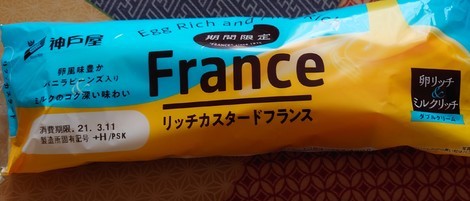 神戸屋
Egg Rich and
期間限定
卵風味豊か
バニラビーンズ入り
ミルクのコク深い味わい
France
リッチカスタードフランス
卵リッチ
&
ミルクリッチ
消費期限 21. 3.11
製造所固有記号 +H/PSK